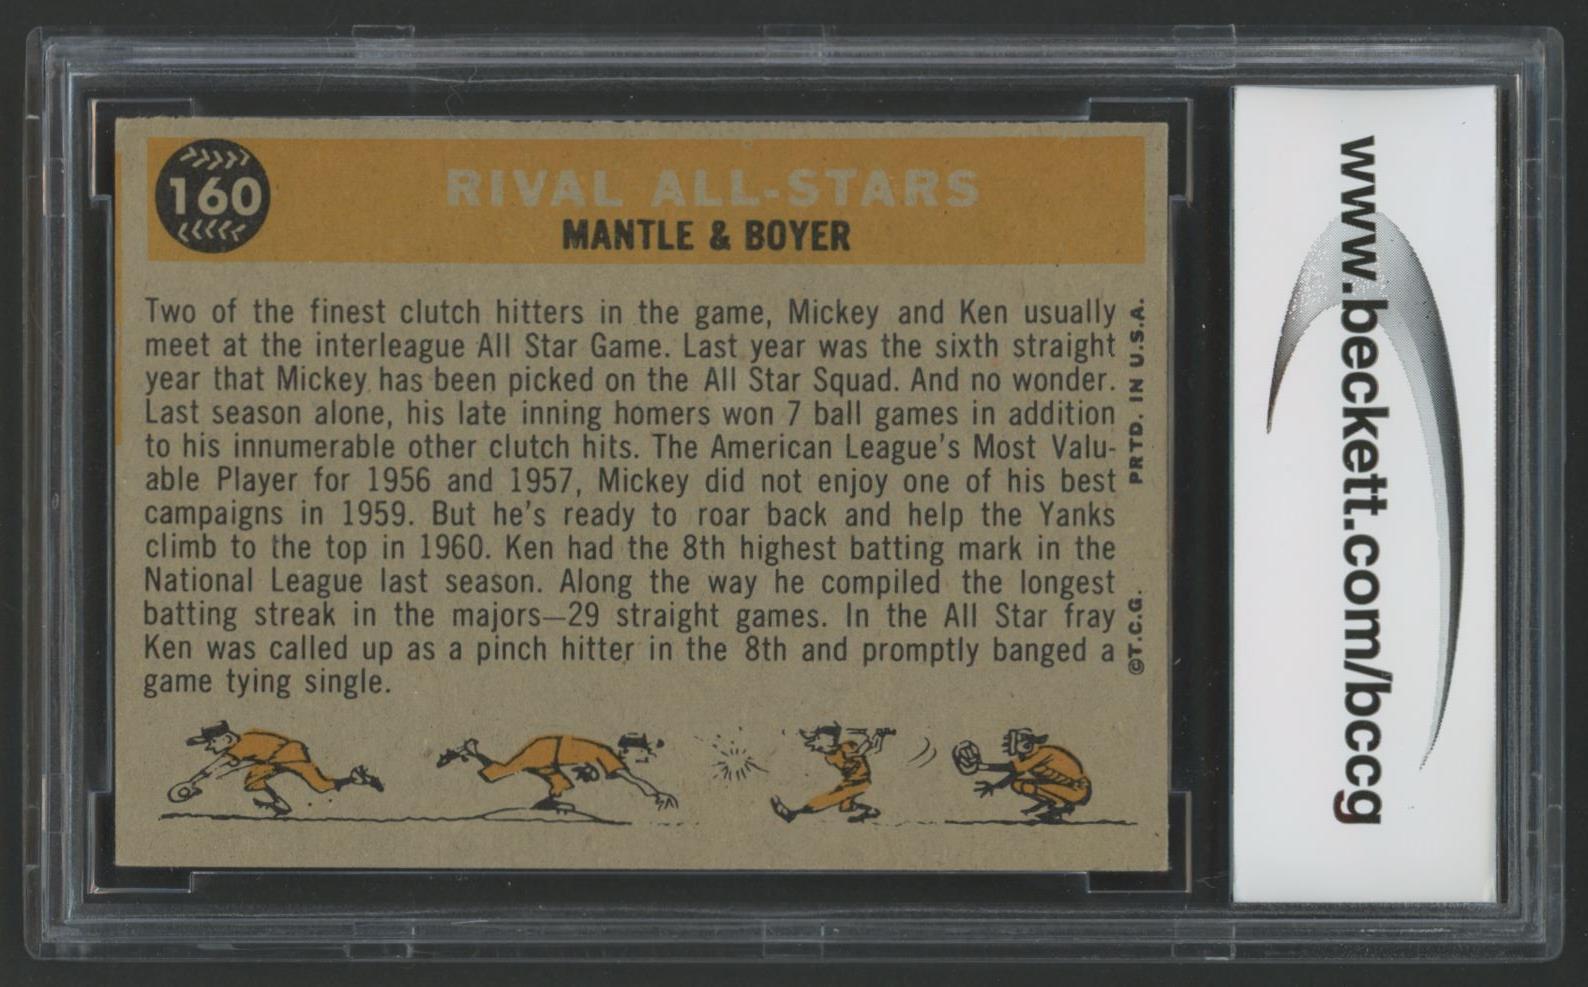 160
RIVAL ALL-STARS
MANTLE & BOYER
Two of the finest clutch hitters in the game, Mickey and Ken usually
meet at the interleague All Star Game. Last year was the sixth straight
year that Mickey has been picked on the All Star Squad. And no wonder.
Last season alone, his late inning homers won 7 ball games in addition
to his innumerable other clutch hits. The American League's Most Valu-
able Player for 1956 and 1957, Mickey did not enjoy one of his best
campaigns in 1959. But he's ready to roar back and help the Yanks
climb to the top in 1960. Ken had the 8th highest batting mark in the
National League last season. Along the way he compiled the longest
batting streak in the majors—29 straight games. In the All Star fray
Ken was called up as a pinch hitter in the 8th and promptly banged a
game tying single.
©T.C.G. PRTD. IN U.S.A.
www.beckett.com/bccg